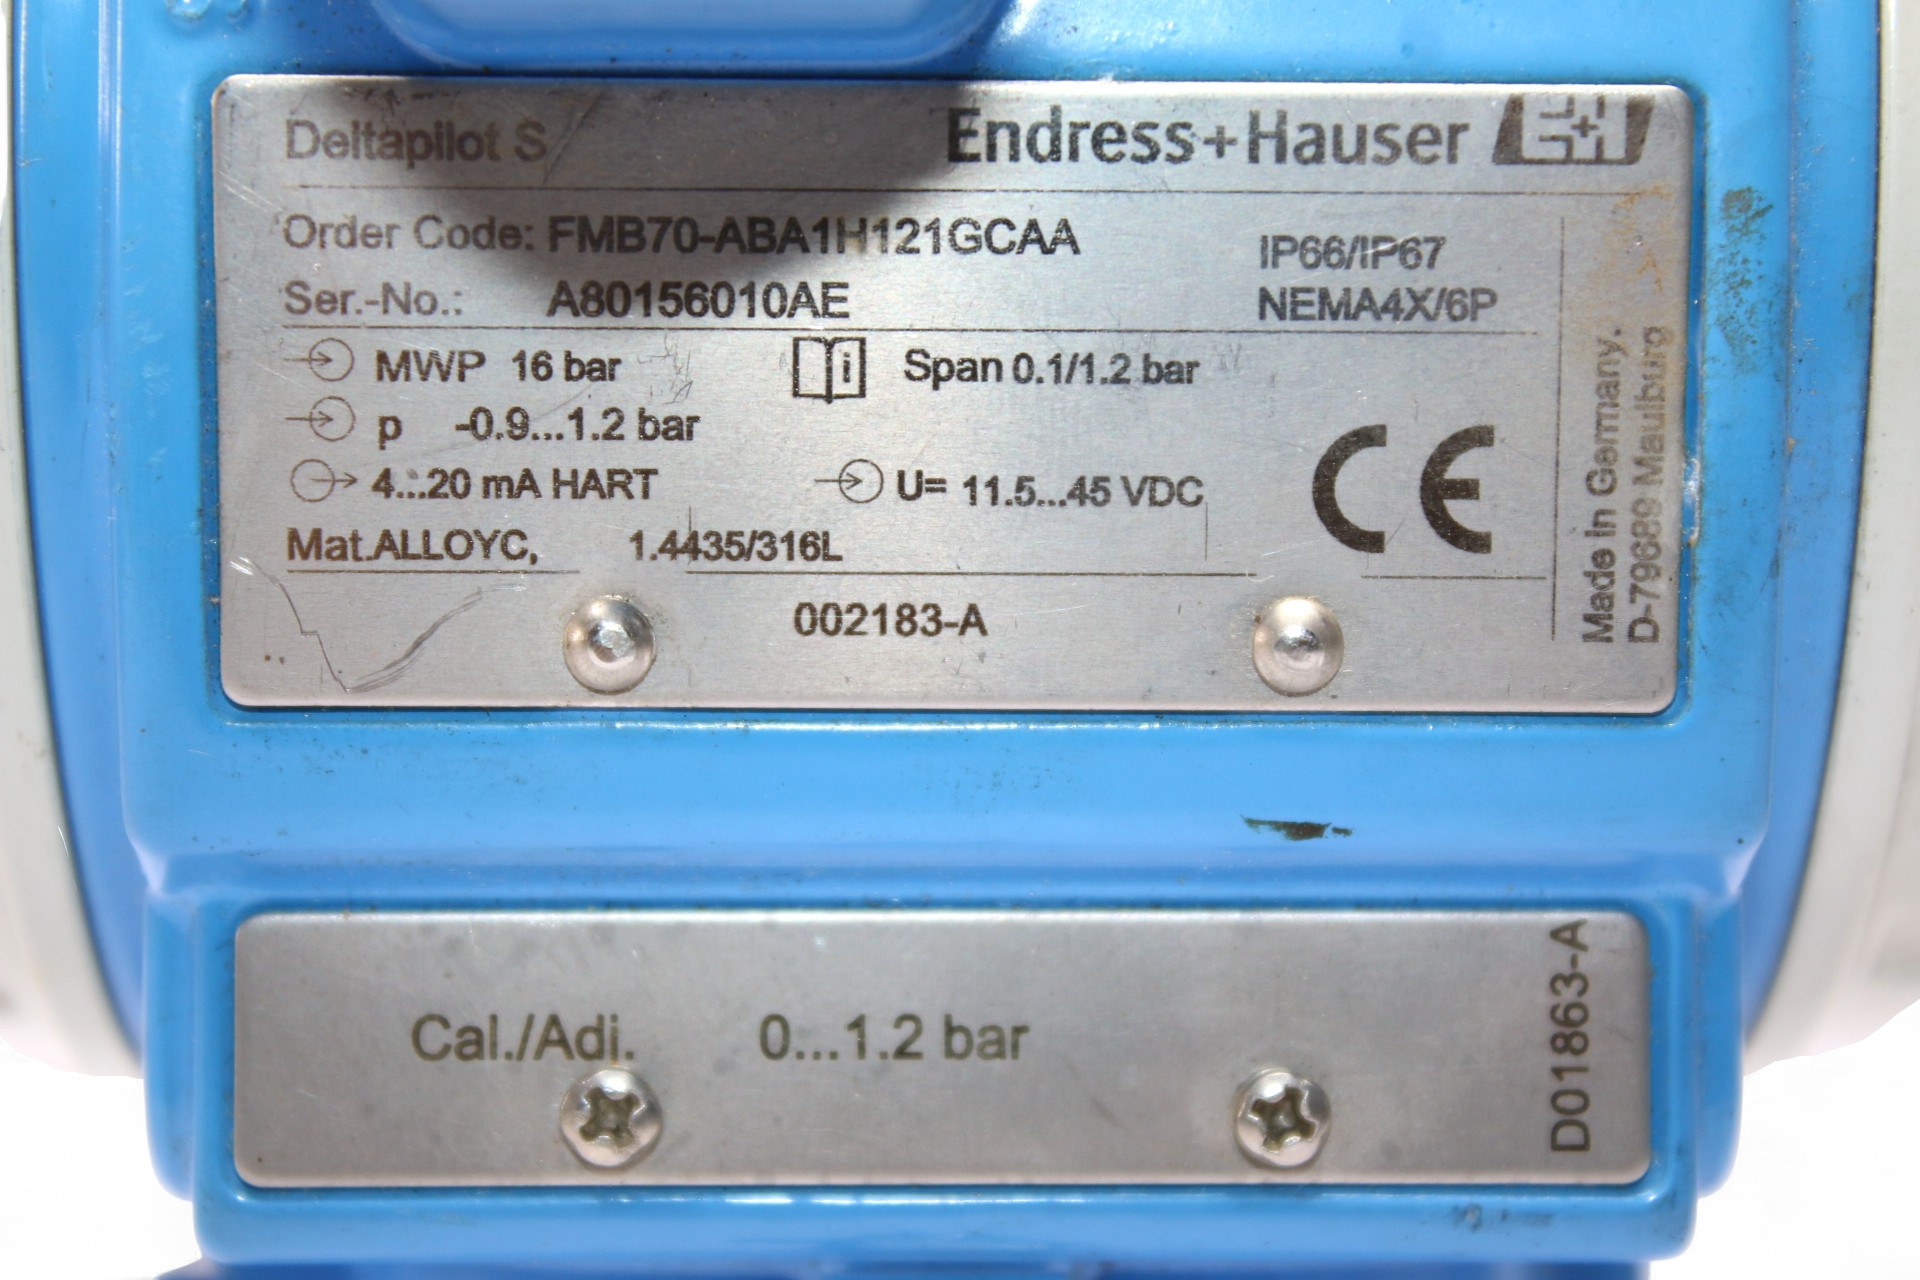 Deltapilot S
Endress+Hauser
Order Code: FMB70-ABA1H121GCAA
IP66/IP67
Ser.-No.: A80156010AE
NEMA4X/6P
MWP 16 bar
i Span 0.1/1.2 bar
p -0.9...1.2 bar
4...20 mA HART
U= 11.5...45 VDC
Mat.ALLOYC, 1.4435/316L
CE
002183-A
Made in Germany.
D-79689 Maulburg
Cal./Adj. 0...1.2 bar
D01863-A